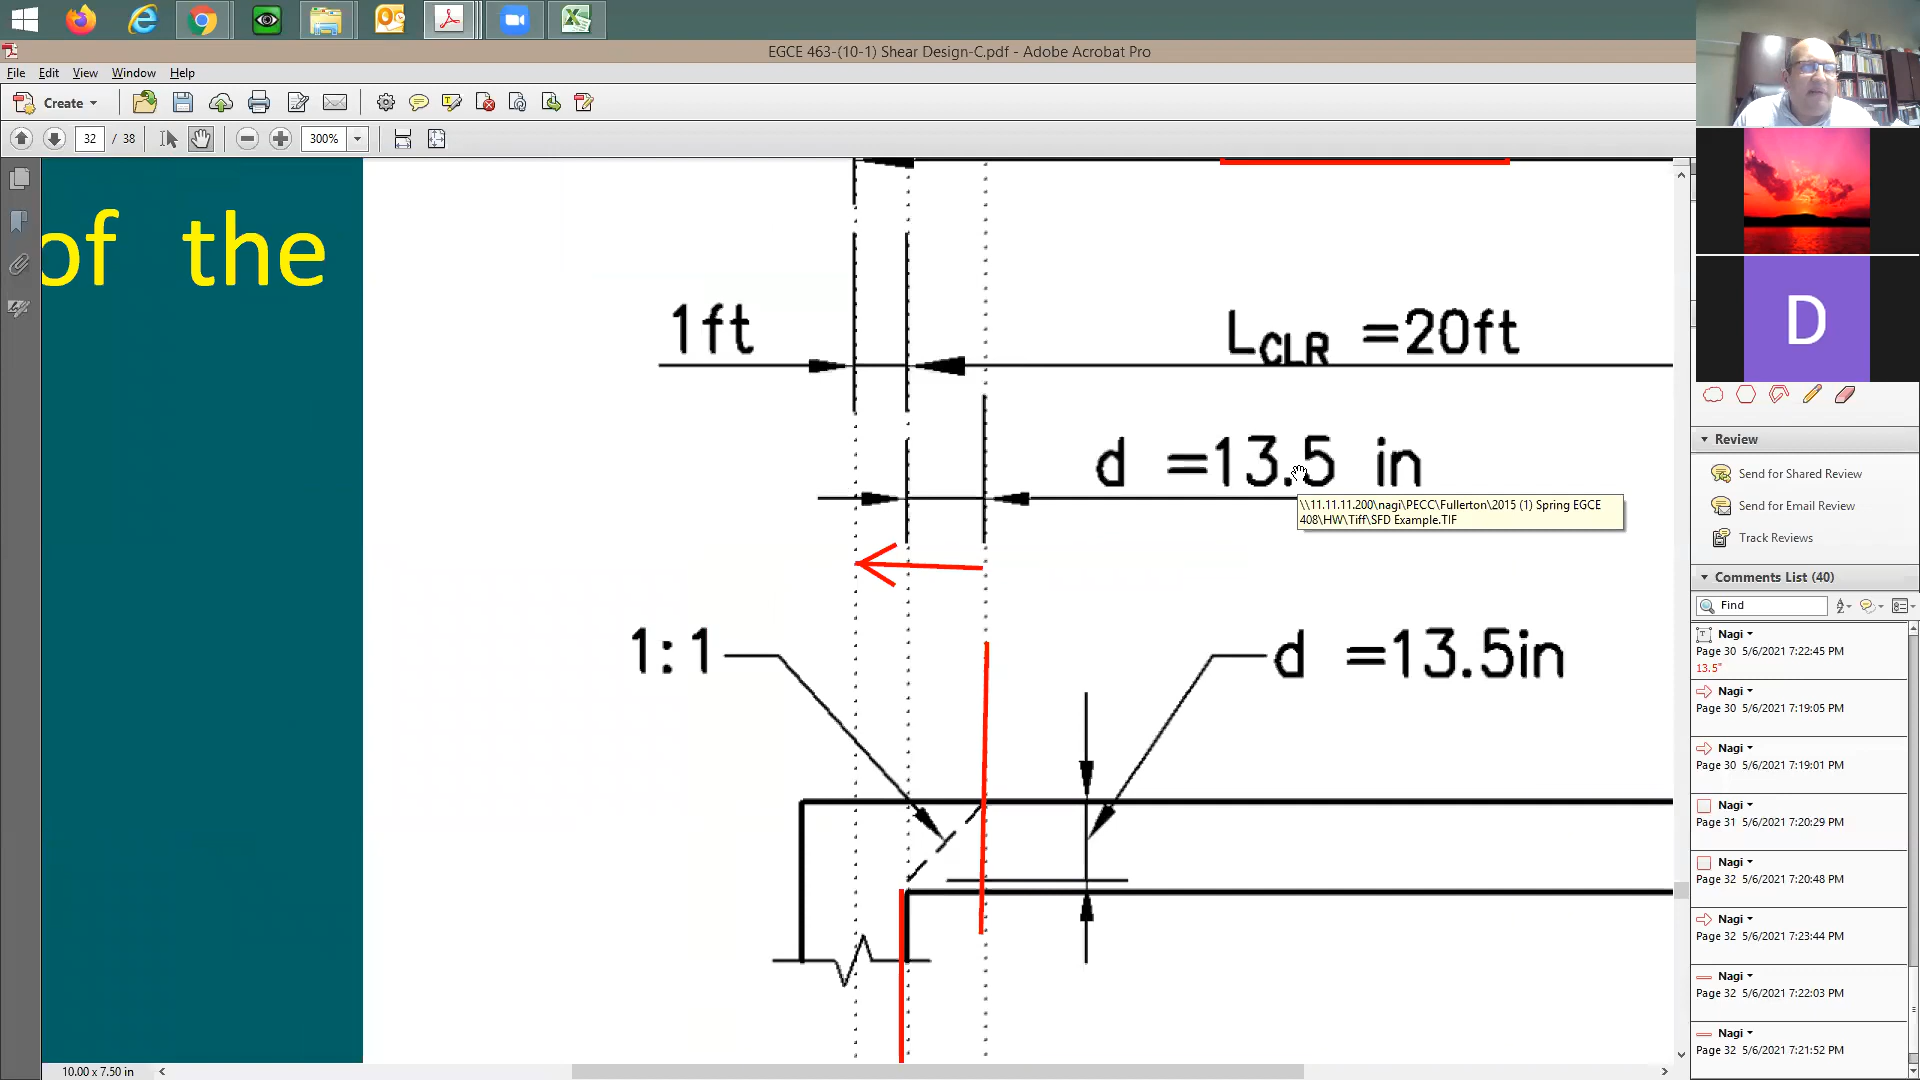 EGCE 463-(10-1) Shear Design-C.pdf - Adobe Acrobat Pro
File Edit View Window Help
Create
32 / 38
300%
of the
1ft
LCLR =20ft
d =13.5 in
\\11.11.11.200\nagi\PECC\Fullerton\2015 (1) Spring EGCE
408\HW\Tiff\SFD Example.TIF
1:1
d =13.5in
10.00 x 7.50 in
D
Review
Send for Shared Review
Send for Email Review
Track Reviews
Comments List (40)
Find
Nagi
Page 30 5/6/2021 7:22:45 PM
13.5"
Nagi
Page 30 5/6/2021 7:19:05 PM
Nagi
Page 30 5/6/2021 7:19:01 PM
Nagi
Page 31 5/6/2021 7:20:29 PM
Nagi
Page 32 5/6/2021 7:20:48 PM
Nagi
Page 32 5/6/2021 7:23:44 PM
Nagi
Page 32 5/6/2021 7:22:03 PM
Nagi
Page 32 5/6/2021 7:21:52 PM